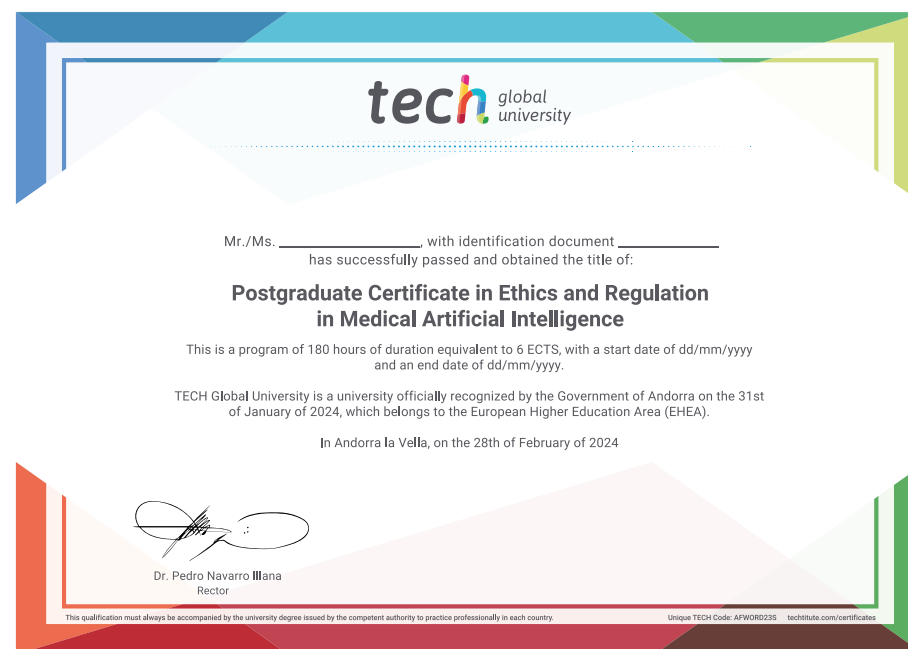 tech global university
Mr./Ms. ____________________, with identification document ______________
has successfully passed and obtained the title of:
Postgraduate Certificate in Ethics and Regulation
in Medical Artificial Intelligence
This is a program of 180 hours of duration equivalent to 6 ECTS, with a start date of dd/mm/yyyy
and an end date of dd/mm/yyyy.
TECH Global University is a university officially recognized by the Government of Andorra on the 31st
of January of 2024, which belongs to the European Higher Education Area (EHEA).
In Andorra la Vella, on the 28th of February of 2024
Dr. Pedro Navarro Illana
Rector
This qualification must always be accompanied by the university degree issued by the competent authority to practice professionally in each country.
Unique TECH Code: AFWORD23S techtitute.com/certificates